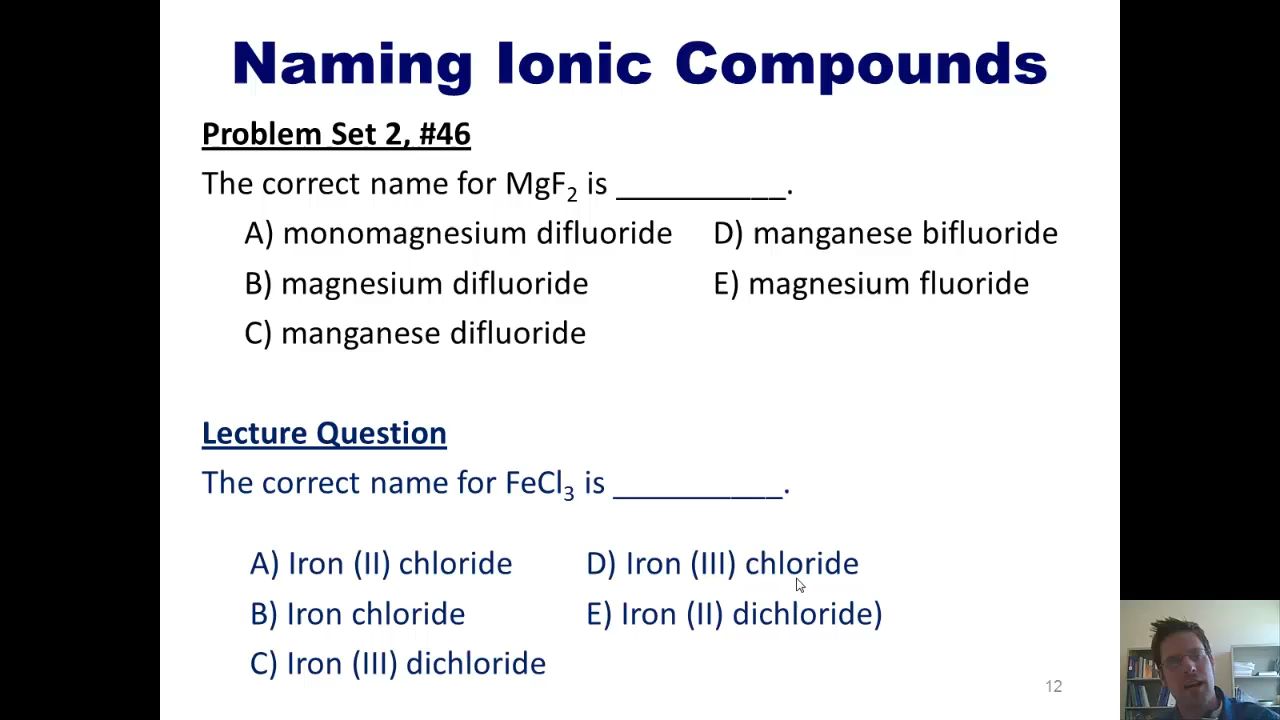 Naming Ionic Compounds
Problem Set 2, #46
The correct name for MgF₂ is __________.
A) monomagnesium difluoride D) manganese bifluoride
B) magnesium difluoride E) magnesium fluoride
C) manganese difluoride
Lecture Question
The correct name for FeCl₃ is __________.
A) Iron (II) chloride D) Iron (III) chloride
B) Iron chloride E) Iron (II) dichloride)
C) Iron (III) dichloride
12